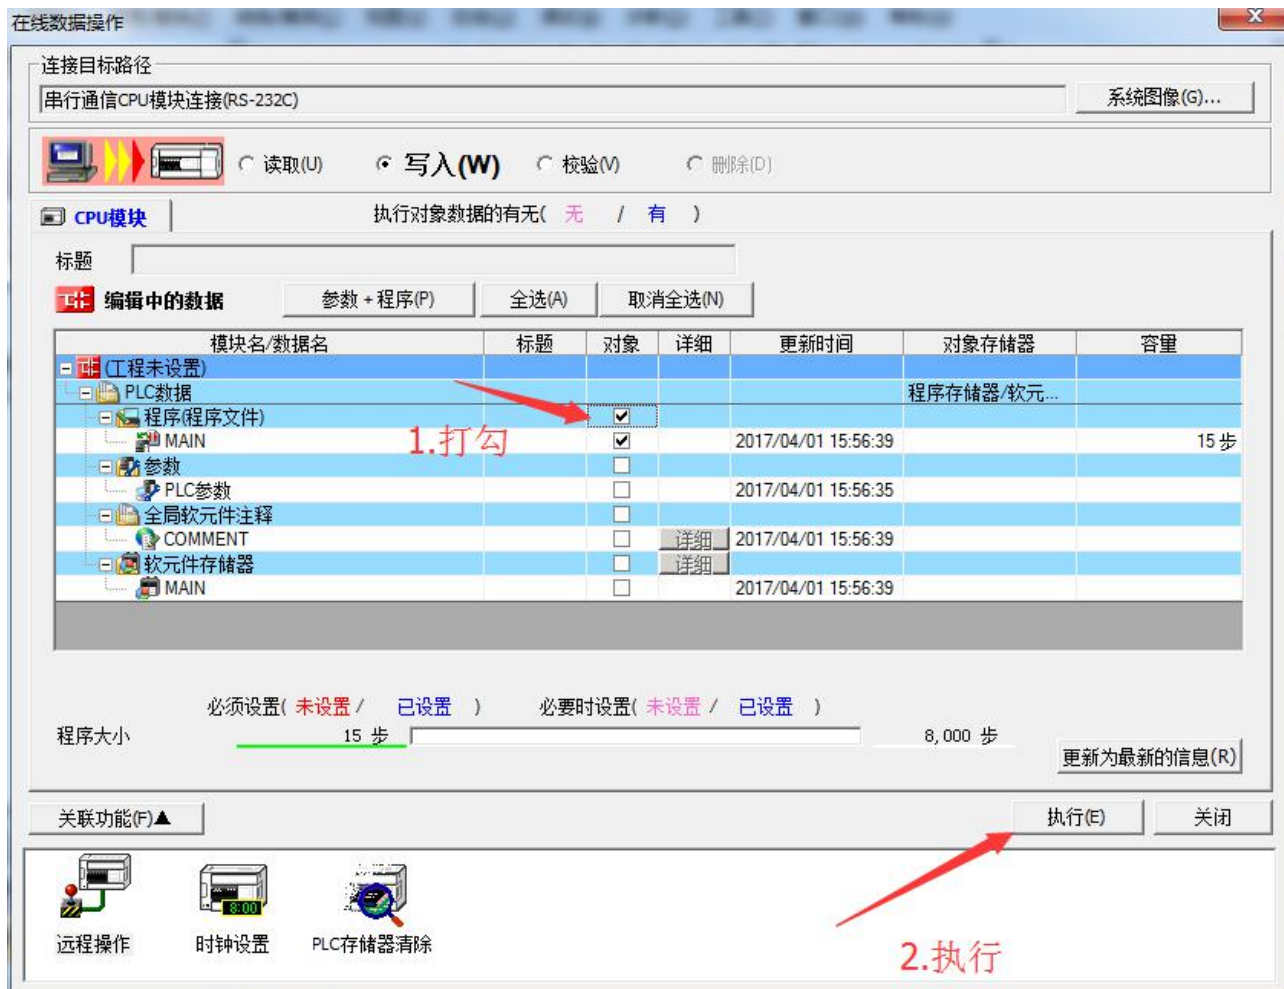 在线数据操作
连接目标路径
串行通信CPU模块连接(RS-232C)
系统图像(G)...
读取(U) 写入(W) 校验(V) 删除(D)
CPU模块
执行对象数据的有无( 无 / 有 )
标题
编辑中的数据 参数+程序(P) 全选(A) 取消全选(N)
模块名/数据名 标题 对象 详细 更新时间 对象存储器 容量
(工程未设置)
PLC数据 程序存储器/软元...
程序(程序文件)
MAIN 2017/04/01 15:56:39 15 步
1.打勾
参数
PLC参数 2017/04/01 15:56:35
全局软元件注释
COMMENT 详细 2017/04/01 15:56:39
软元件存储器 详细
MAIN 2017/04/01 15:56:39
必须设置( 未设置 / 已设置 ) 必要时设置( 未设置 / 已设置 )
程序大小 15 步 8,000 步
更新为最新的信息(R)
关联功能(F)▲ 执行(E) 关闭
8:00
远程操作 时钟设置 PLC存储器清除
2.执行